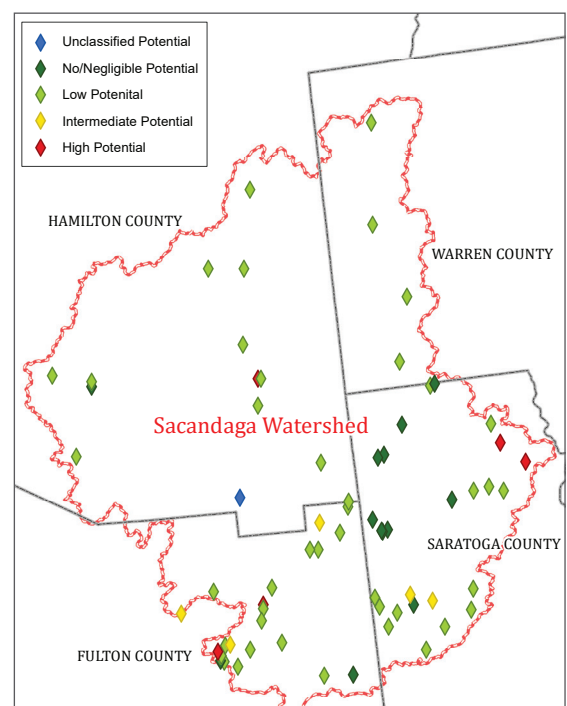 Unclassified Potential
No/Negligible Potential
Low Potenital
Intermediate Potential
High Potential
HAMILTON COUNTY
WARREN COUNTY
Sacandaga Watershed
SARATOGA COUNTY
FULTON COUNTY